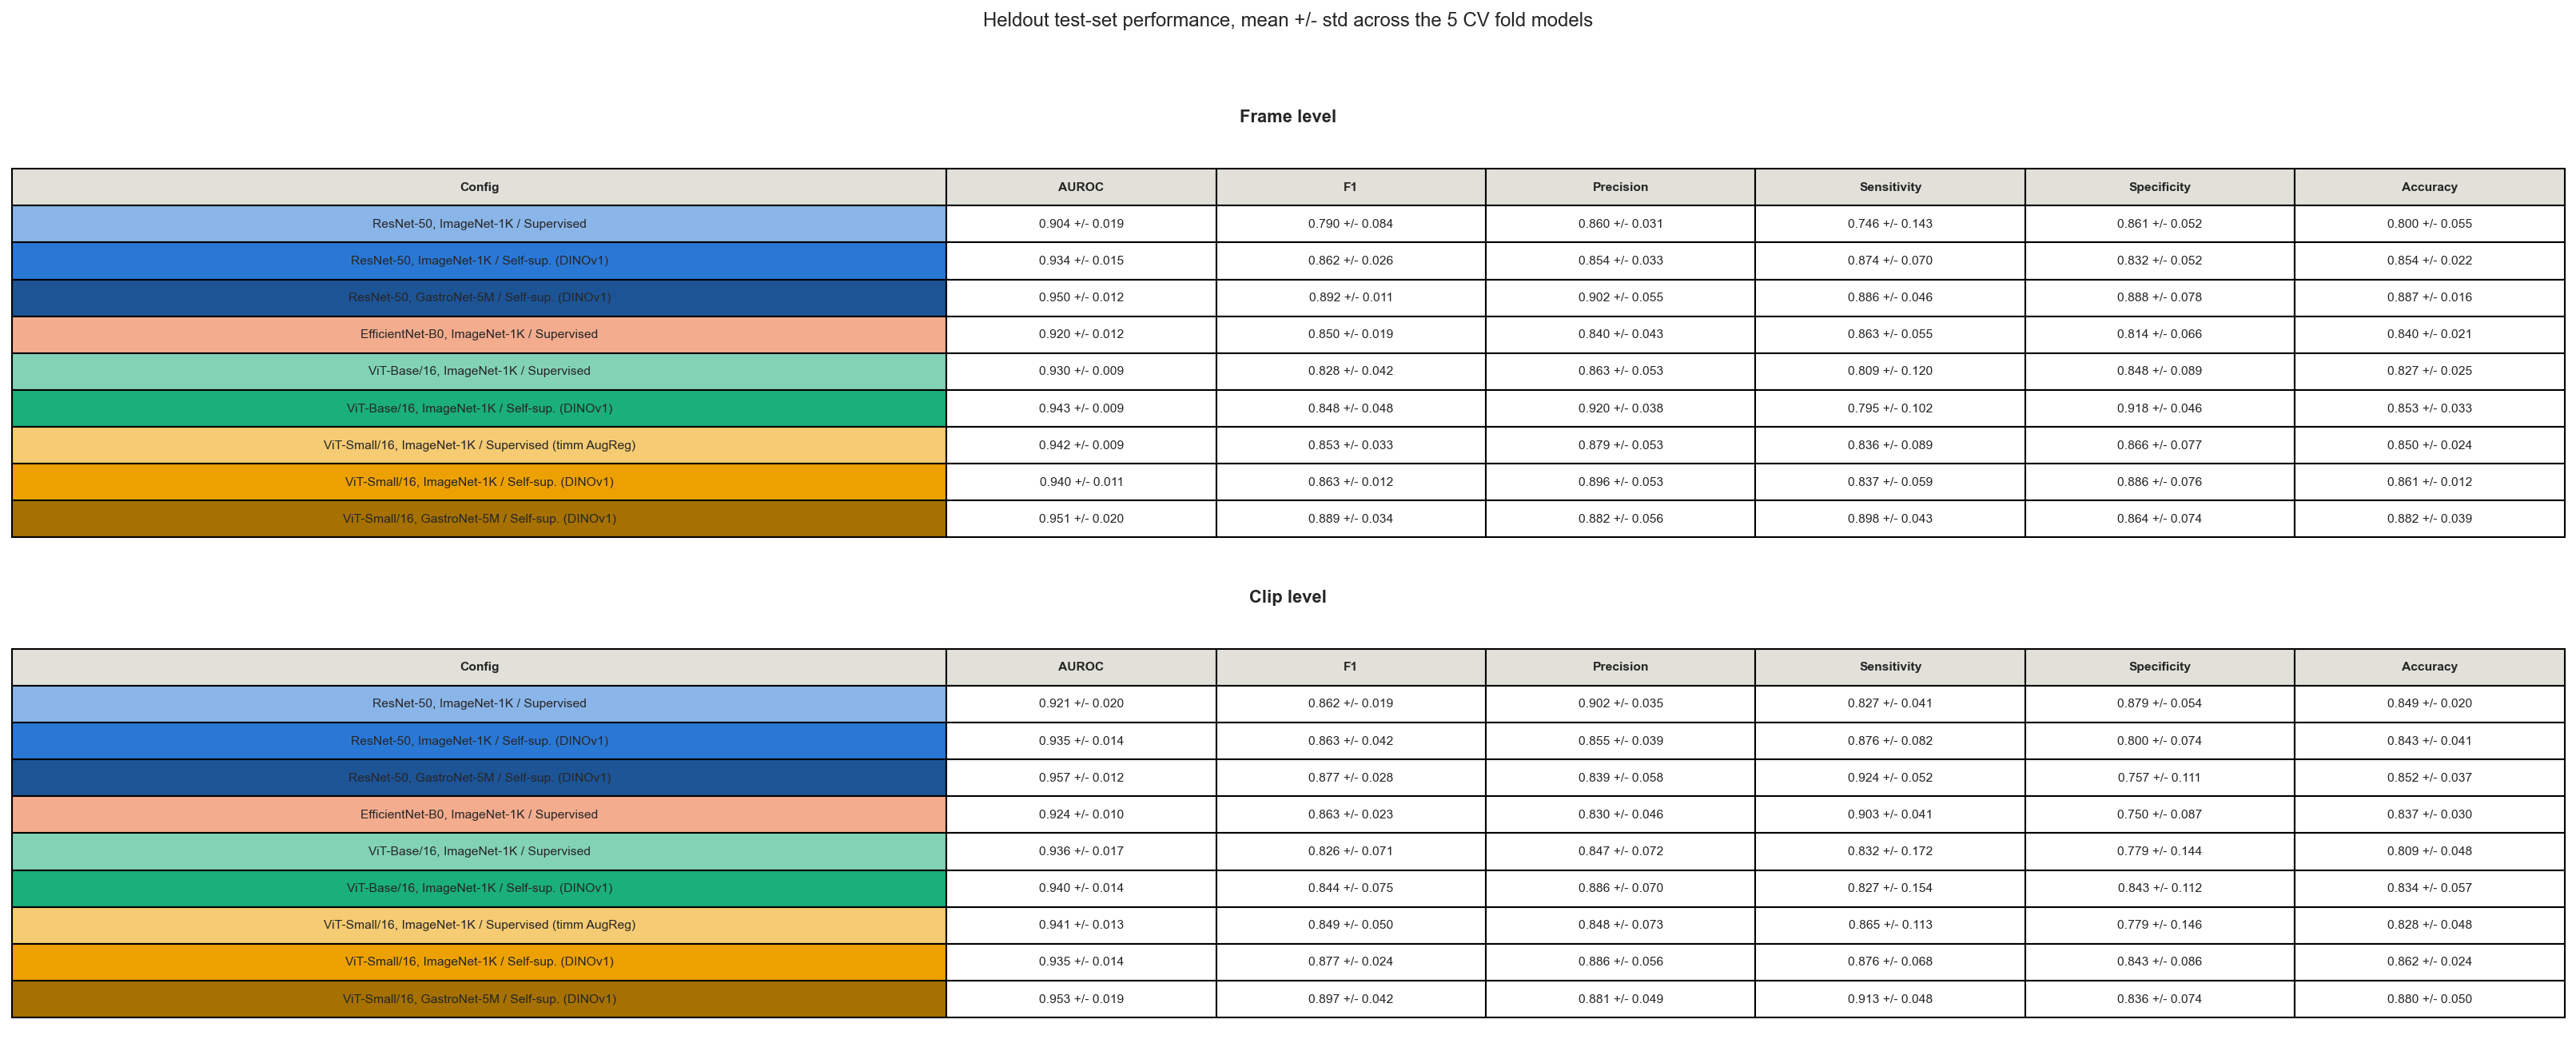 Heldout test-set performance, mean +/- std across the 5 CV fold models
Frame level
Config AUROC F1 Precision Sensitivity Specificity Accuracy
ResNet-50, ImageNet-1K / Supervised 0.904 +/- 0.019 0.790 +/- 0.084 0.860 +/- 0.031 0.746 +/- 0.143 0.861 +/- 0.052 0.800 +/- 0.055
ResNet-50, ImageNet-1K / Self-sup. (DINOv1) 0.934 +/- 0.015 0.862 +/- 0.026 0.854 +/- 0.033 0.874 +/- 0.070 0.832 +/- 0.052 0.854 +/- 0.022
ResNet-50, GastroNet-5M / Self-sup. (DINOv1) 0.950 +/- 0.012 0.892 +/- 0.011 0.902 +/- 0.055 0.886 +/- 0.046 0.888 +/- 0.078 0.887 +/- 0.016
EfficientNet-B0, ImageNet-1K / Supervised 0.920 +/- 0.012 0.850 +/- 0.019 0.840 +/- 0.043 0.863 +/- 0.055 0.814 +/- 0.066 0.840 +/- 0.021
ViT-Base/16, ImageNet-1K / Supervised 0.930 +/- 0.009 0.828 +/- 0.042 0.863 +/- 0.053 0.809 +/- 0.120 0.848 +/- 0.089 0.827 +/- 0.025
ViT-Base/16, ImageNet-1K / Self-sup. (DINOv1) 0.943 +/- 0.009 0.848 +/- 0.048 0.920 +/- 0.038 0.795 +/- 0.102 0.918 +/- 0.046 0.853 +/- 0.033
ViT-Small/16, ImageNet-1K / Supervised (timm AugReg) 0.942 +/- 0.009 0.853 +/- 0.033 0.879 +/- 0.053 0.836 +/- 0.089 0.866 +/- 0.077 0.850 +/- 0.024
ViT-Small/16, ImageNet-1K / Self-sup. (DINOv1) 0.940 +/- 0.011 0.863 +/- 0.012 0.896 +/- 0.053 0.837 +/- 0.059 0.886 +/- 0.076 0.861 +/- 0.012
ViT-Small/16, GastroNet-5M / Self-sup. (DINOv1) 0.951 +/- 0.020 0.889 +/- 0.034 0.882 +/- 0.056 0.898 +/- 0.043 0.864 +/- 0.074 0.882 +/- 0.039
Clip level
Config AUROC F1 Precision Sensitivity Specificity Accuracy
ResNet-50, ImageNet-1K / Supervised 0.921 +/- 0.020 0.862 +/- 0.019 0.902 +/- 0.035 0.827 +/- 0.041 0.879 +/- 0.054 0.849 +/- 0.020
ResNet-50, ImageNet-1K / Self-sup. (DINOv1) 0.935 +/- 0.014 0.863 +/- 0.042 0.855 +/- 0.039 0.876 +/- 0.082 0.800 +/- 0.074 0.843 +/- 0.041
ResNet-50, GastroNet-5M / Self-sup. (DINOv1) 0.957 +/- 0.012 0.877 +/- 0.028 0.839 +/- 0.058 0.924 +/- 0.052 0.757 +/- 0.111 0.852 +/- 0.037
EfficientNet-B0, ImageNet-1K / Supervised 0.924 +/- 0.010 0.863 +/- 0.023 0.830 +/- 0.046 0.903 +/- 0.041 0.750 +/- 0.087 0.837 +/- 0.030
ViT-Base/16, ImageNet-1K / Supervised 0.936 +/- 0.017 0.826 +/- 0.071 0.847 +/- 0.072 0.832 +/- 0.172 0.779 +/- 0.144 0.809 +/- 0.048
ViT-Base/16, ImageNet-1K / Self-sup. (DINOv1) 0.940 +/- 0.014 0.844 +/- 0.075 0.886 +/- 0.070 0.827 +/- 0.154 0.843 +/- 0.112 0.834 +/- 0.057
ViT-Small/16, ImageNet-1K / Supervised (timm AugReg) 0.941 +/- 0.013 0.849 +/- 0.050 0.848 +/- 0.073 0.865 +/- 0.113 0.779 +/- 0.146 0.828 +/- 0.048
ViT-Small/16, ImageNet-1K / Self-sup. (DINOv1) 0.935 +/- 0.014 0.877 +/- 0.024 0.886 +/- 0.056 0.876 +/- 0.068 0.843 +/- 0.086 0.862 +/- 0.024
ViT-Small/16, GastroNet-5M / Self-sup. (DINOv1) 0.953 +/- 0.019 0.897 +/- 0.042 0.881 +/- 0.049 0.913 +/- 0.048 0.836 +/- 0.074 0.880 +/- 0.050